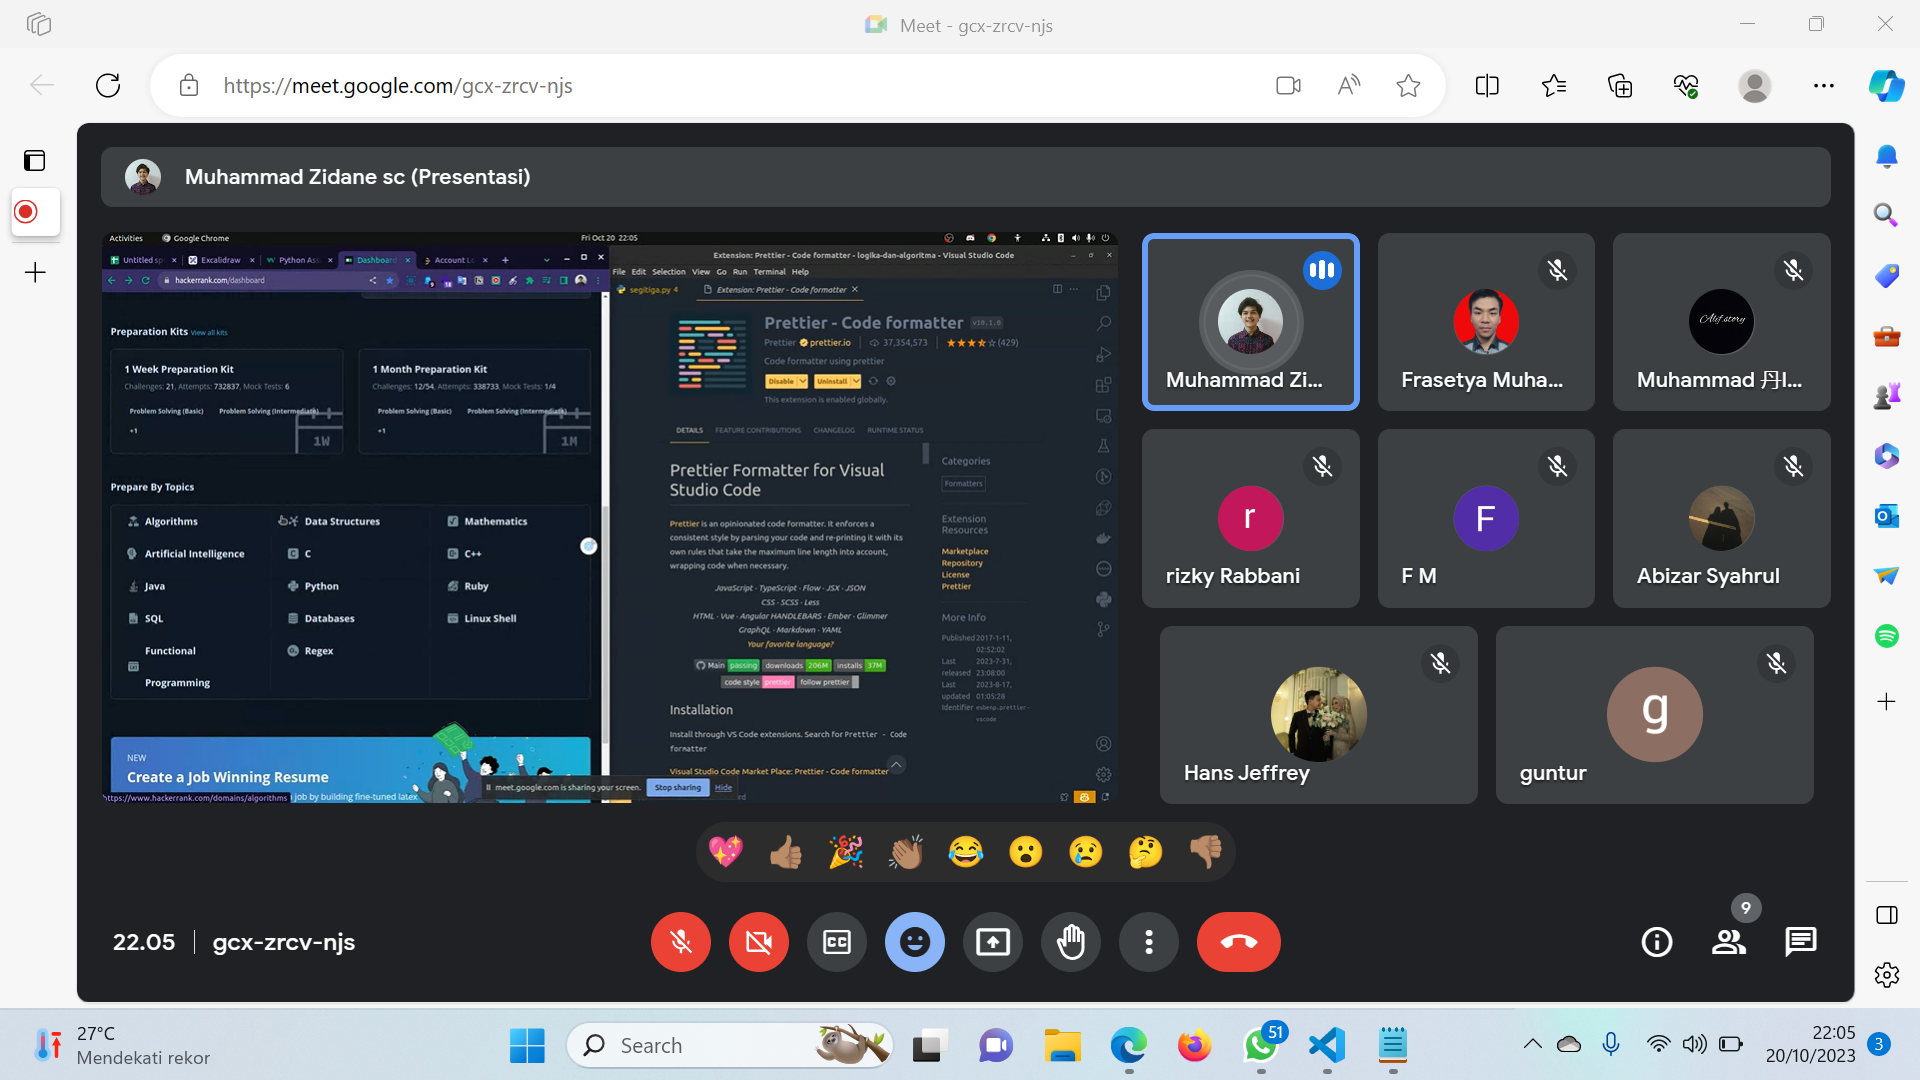 Meet - gcx-zrcv-njs
https://meet.google.com/gcx-zrcv-njs
Muhammad Zidane sc (Presentasi)
Activities
Google Chrome
Fri Oct 20 22:05
Untitled sp
Excalidraw
Python As
Dashboard
Account L
hackerrank.com/dashboard
Preparation Kits View all kits
1 Week Preparation Kit
Challenges: 21, Attempts: 732837, Mock Tests: 6
Problem Solving (Basic) Problem Solving (Intermediate)
+1
1W
1 Month Preparation Kit
Challenges: 12/54, Attempts: 338733, Mock Tests: 1/4
Problem Solving (Basic) Problem Solving (Intermediate)
+1
1M
Prepare By Topics
Algorithms
Data Structures
Mathematics
Artificial Intelligence
C
C++
Java
Python
Ruby
SQL
Databases
Linux Shell
Functional
Programming
Regex
NEW
Create a Job Winning Resume
job by building fine-tuned latex
https://www.hackerrank.com/domains/algorithms
meet.google.com is sharing your screen.
Stop sharing
Hide
Extension: Prettier - Code formatter - logika-dan-algoritma - Visual Studio Code
File Edit Selection View Go Run Terminal Help
segitiga.py 4
Extension: Prettier - Code formatter
Prettier - Code formatter v10.1.0
Prettier prettier.io 37,354,573 (429)
Code formatter using prettier
Disable
Uninstall
This extension is enabled globally.
DETAILS FEATURE CONTRIBUTIONS CHANGELOG RUNTIME STATUS
Prettier Formatter for Visual
Studio Code
Prettier is an opinionated code formatter. It enforces a
consistent style by parsing your code and re-printing it with its
own rules that take the maximum line length into account,
wrapping code when necessary.
JavaScript · TypeScript · Flow · JSX · JSON
CSS · SCSS · Less
HTML · Vue · Angular HANDLEBARS · Ember · Glimmer
GraphQL · Markdown · YAML
Your favorite language?
Main passing downloads 206M installs 37M
code style prettier follow prettier
Installation
Install through VS Code extensions. Search for Prettier - Code
formatter
Visual Studio Code Market Place: Prettier - Code formatter
Categories
Formatters
Extension
Resources
Marketplace
Repository
License
Prettier
More Info
Published 2017-1-11,
02:52:02
Last 2023-7-31,
released 23:08:00
Last 2023-8-17,
updated 01:05:28
Identifier esbenp.prettier-
vscode
Muhammad Zi...
Frasetya Muha...
Alif.story
Muhammad 丹l...
r
rizky Rabbani
F
F M
Abizar Syahrul
Hans Jeffrey
g
guntur
22.05
gcx-zrcv-njs
CC
9
27°C
Mendekati rekor
Search
51
22:05
20/10/2023
3